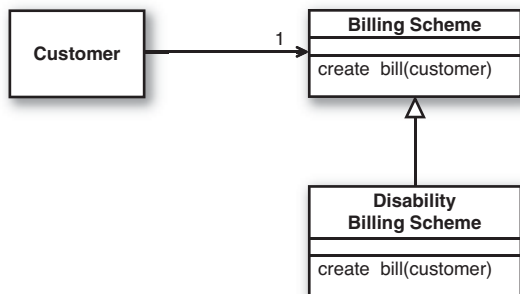 Customer
1
Billing Scheme
create bill(customer)
Disability
Billing Scheme
create bill(customer)